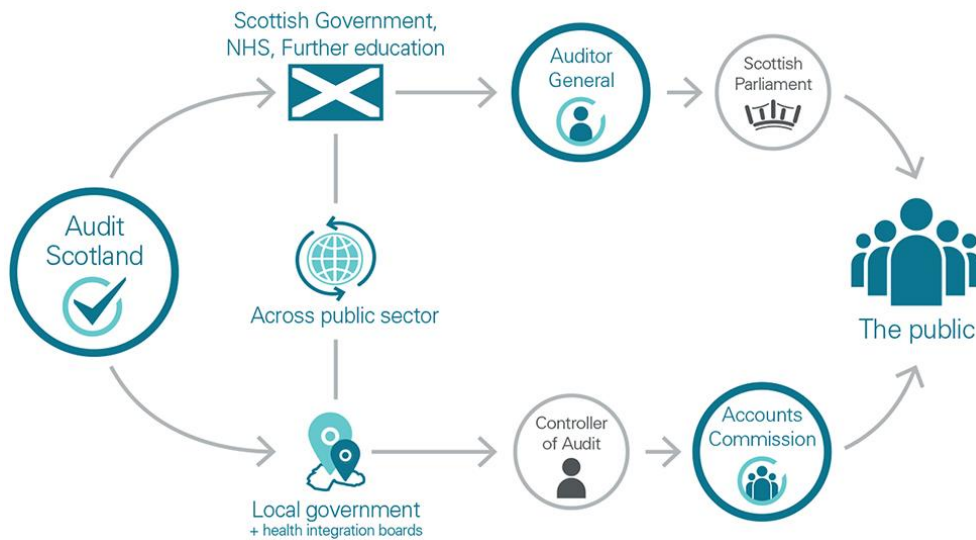 Scottish Government,
NHS, Further education
Auditor
General
Scottish
Parliament
Audit
Scotland
Across public sector
The public
Local government
+ health integration boards
Controller
of Audit
Accounts
Commission